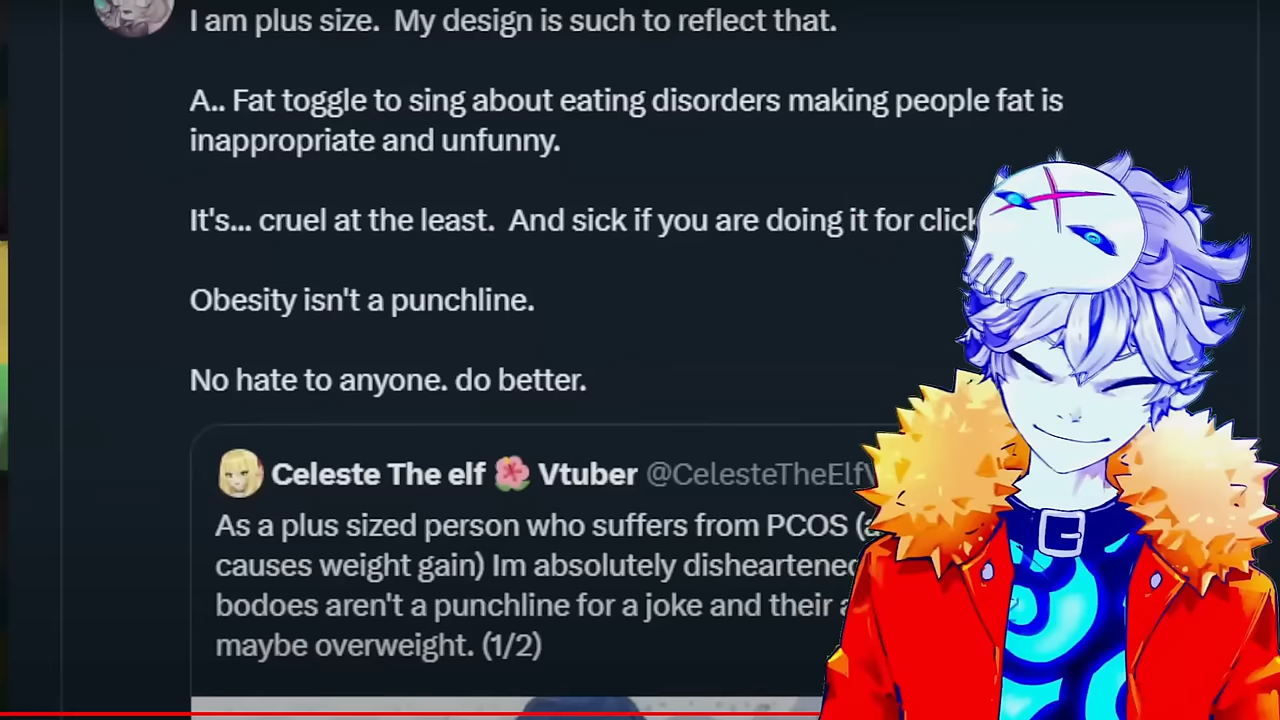 I am plus size. My design is such to reflect that.
A.. Fat toggle to sing about eating disorders making people fat is
inappropriate and unfunny.
It's... cruel at the least. And sick if you are doing it for click
Obesity isn't a punchline.
No hate to anyone. do better.
Celeste The elf 🌺 Vtuber @CelesteTheElfV
As a plus sized person who suffers from PCOS (a
causes weight gain) Im absolutely disheartened
bodoes aren't a punchline for a joke and their a
maybe overweight. (1/2)